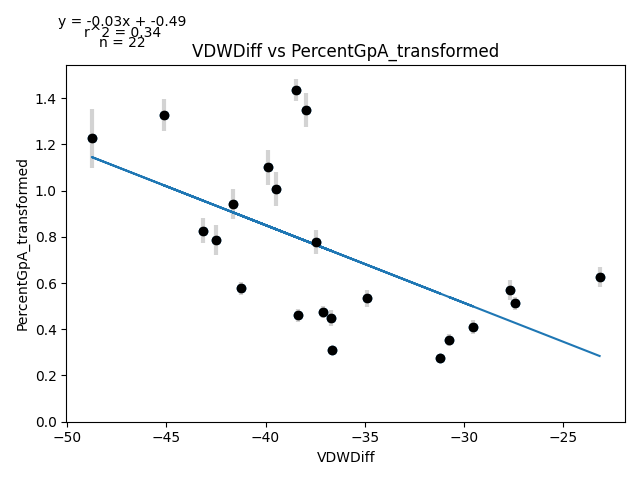 y = -0.03x + -0.49
r^2 = 0.34
n = 22
VDWDiff vs PercentGpA_transformed
PercentGpA_transformed
1.4
1.2
1.0
0.8
0.6
0.4
0.2
0.0
−50
−45
−40
−35
−30
−25
VDWDiff